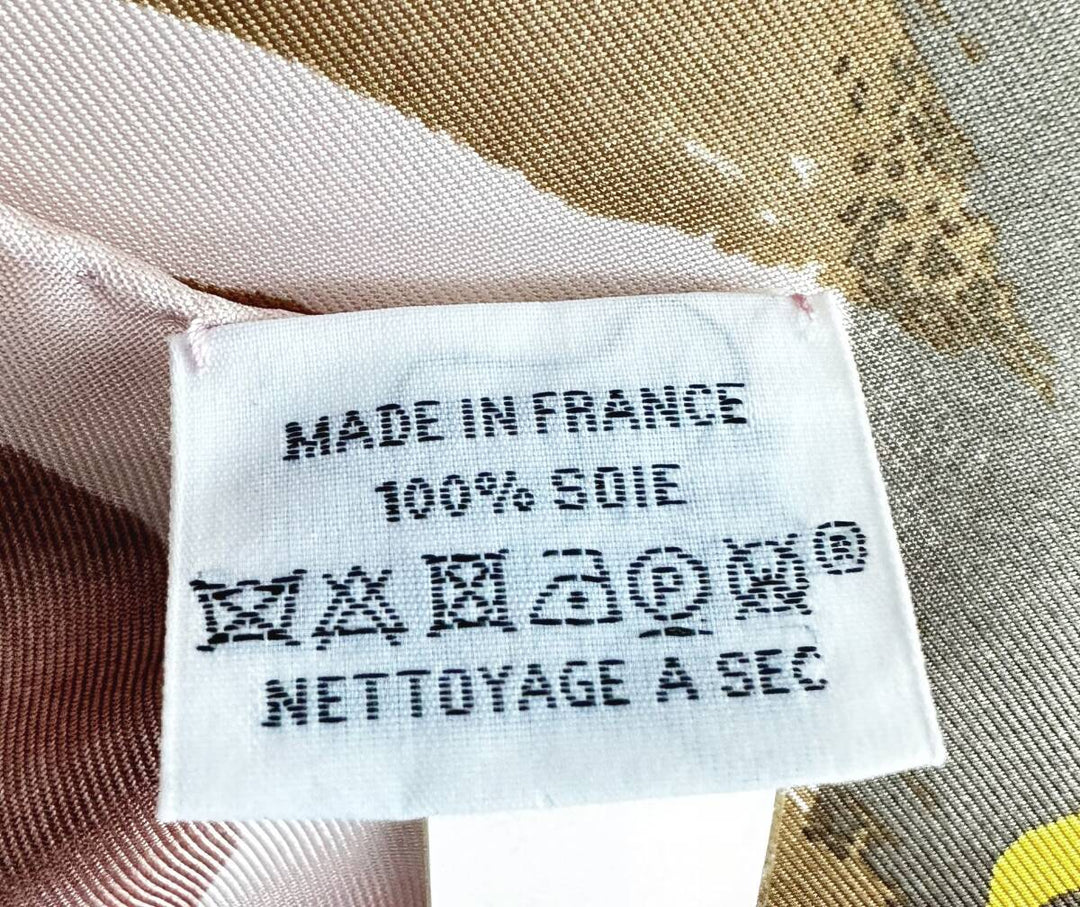 MADE IN FRANCE
100% SOIE
P W ®
NETTOYAGE A SEC